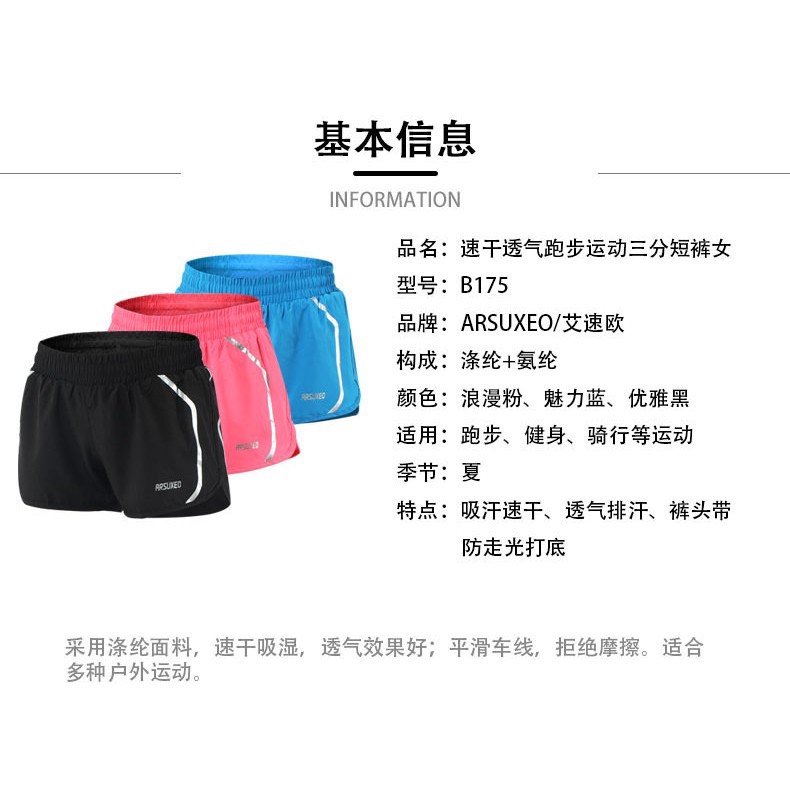 基本信息
INFORMATION
品名：速干透气跑步运动三分短裤女
型号：B175
品牌：ARSUXEO/艾速欧
构成：涤纶+氨纶
颜色：浪漫粉、魅力蓝、优雅黑
适用：跑步、健身、骑行等运动
季节：夏
特点：吸汗速干、透气排汗、裤头带
防走光打底
ARSUXEO
ARSUXEO
ARSUXEO
采用涤纶面料，速干吸湿，透气效果好；平滑车线，拒绝摩擦。适合
多种户外运动。